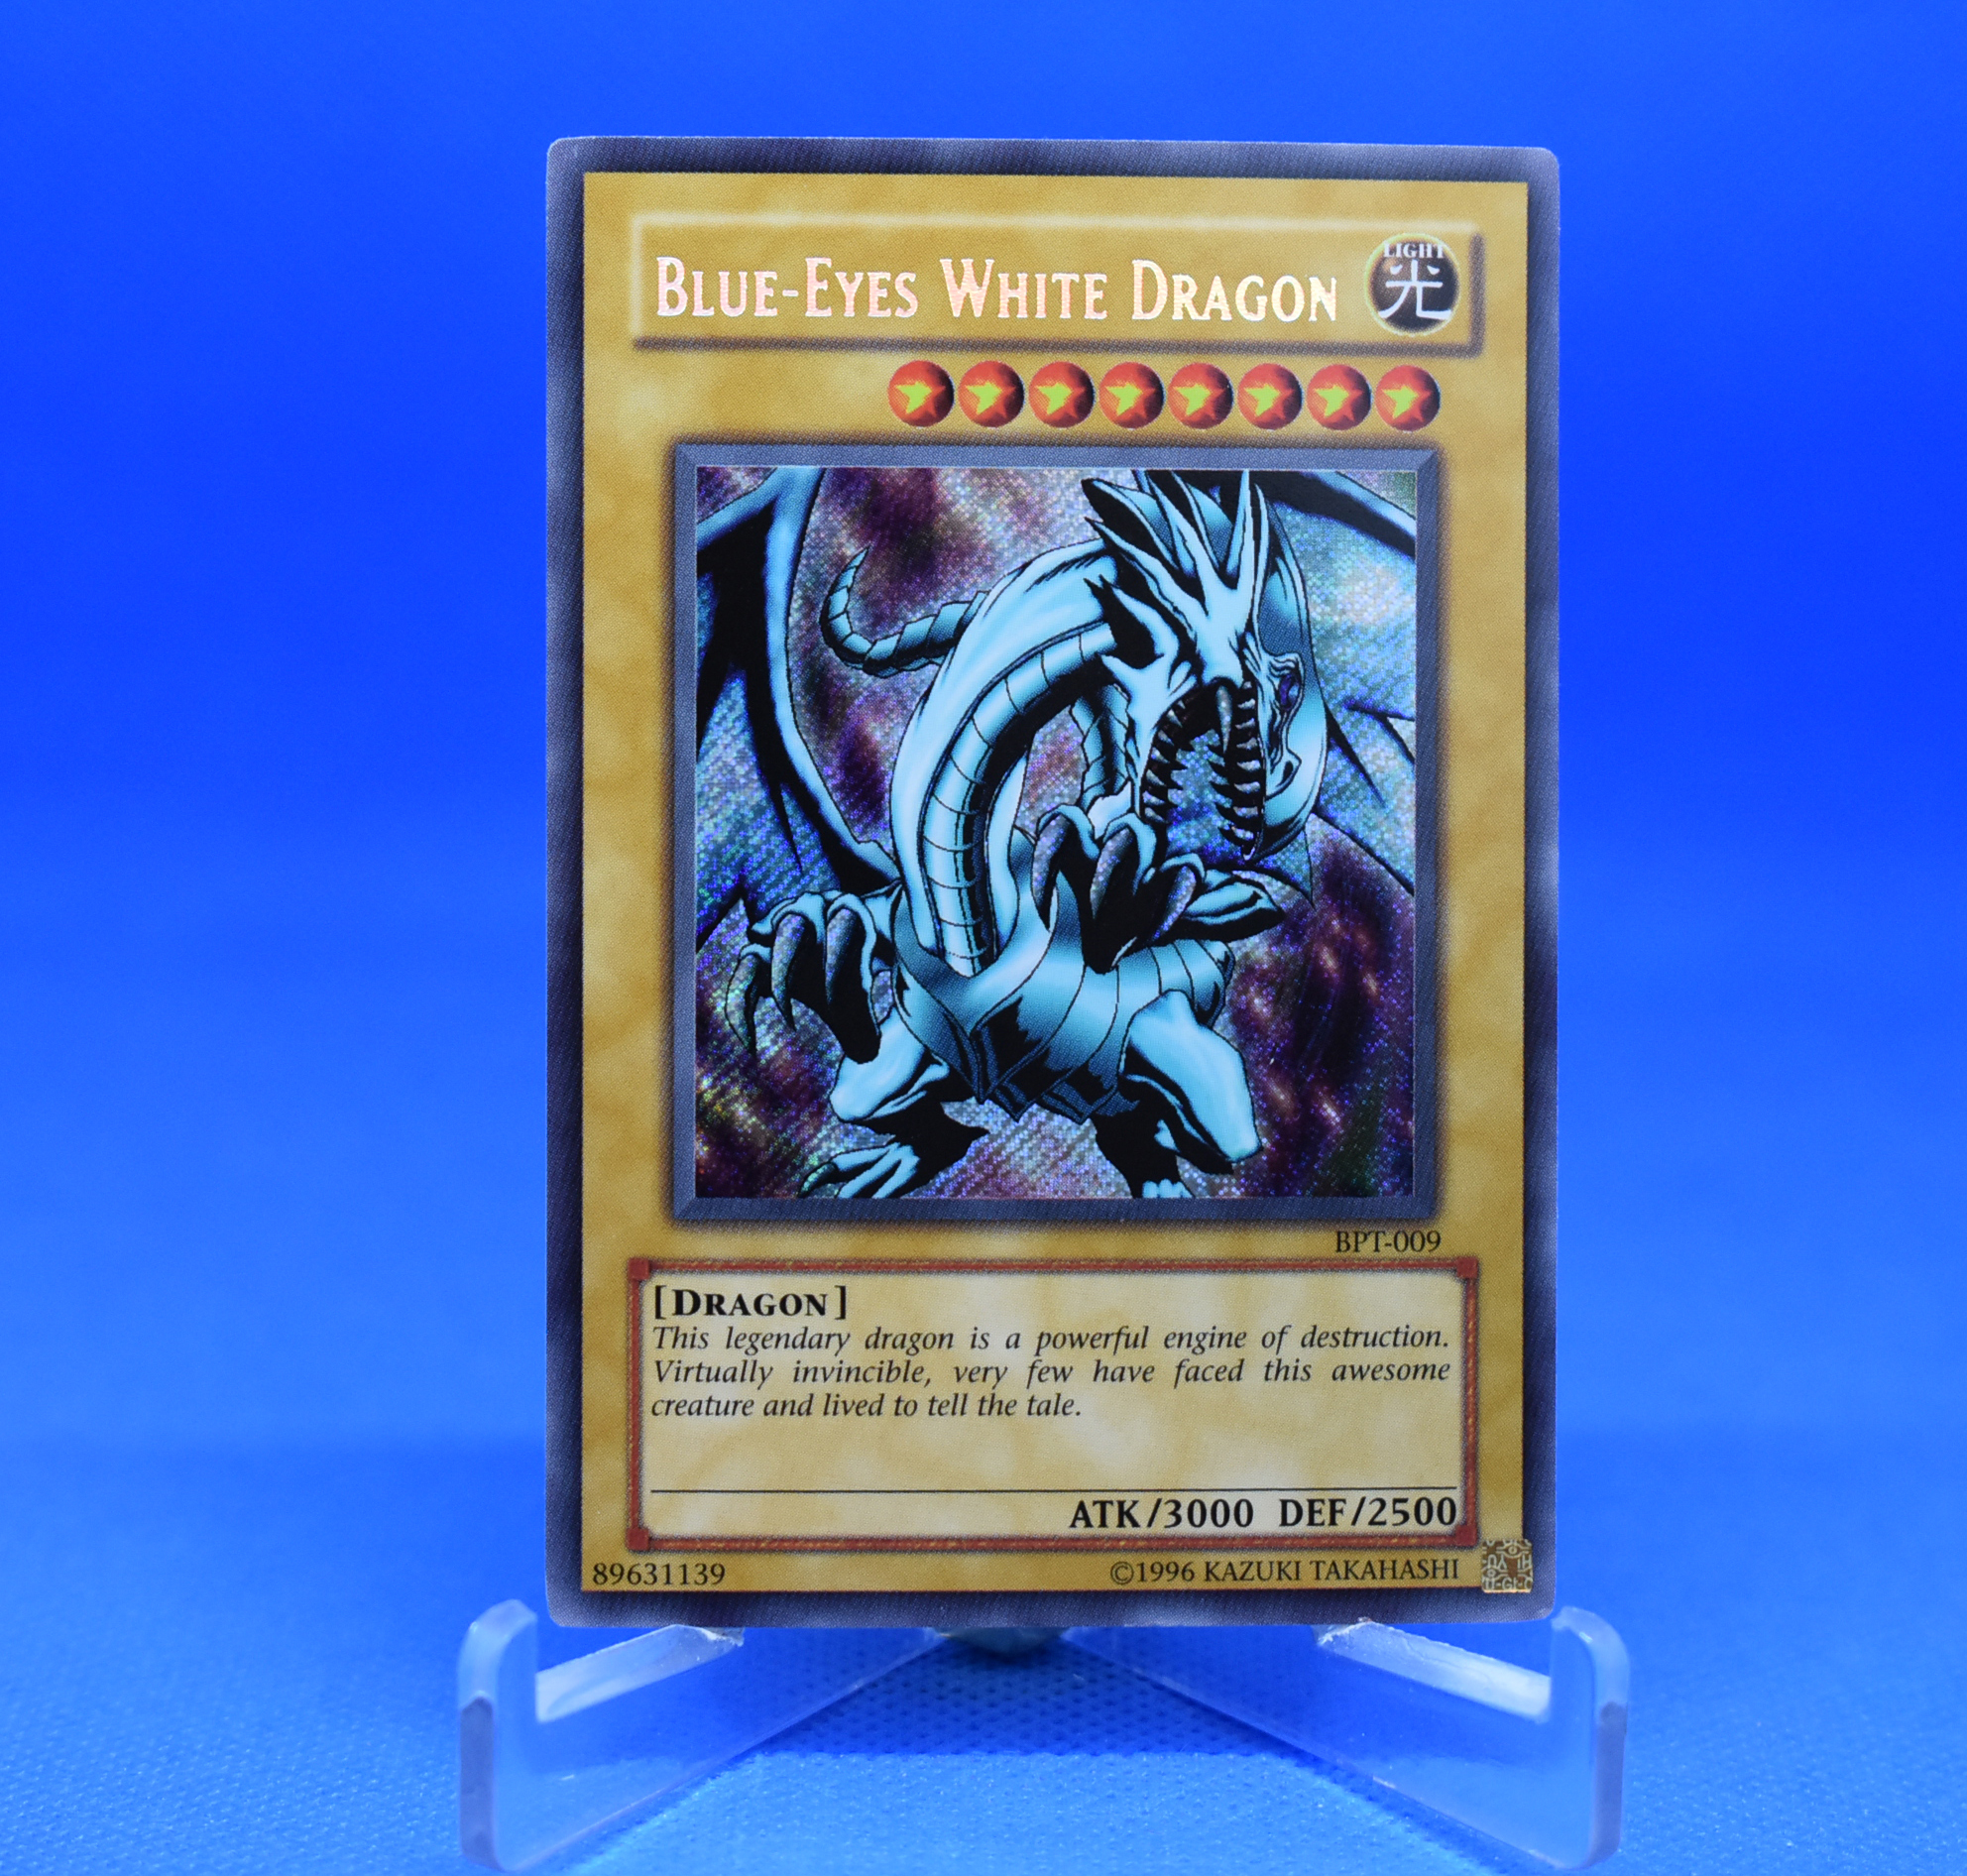 BLUE-EYES WHITE DRAGON
LIGHT
光
BPT-009
[DRAGON]
This legendary dragon is a powerful engine of destruction.
Virtually invincible, very few have faced this awesome
creature and lived to tell the tale.
ATK/3000 DEF/2500
89631139
©1996 KAZUKI TAKAHASHI